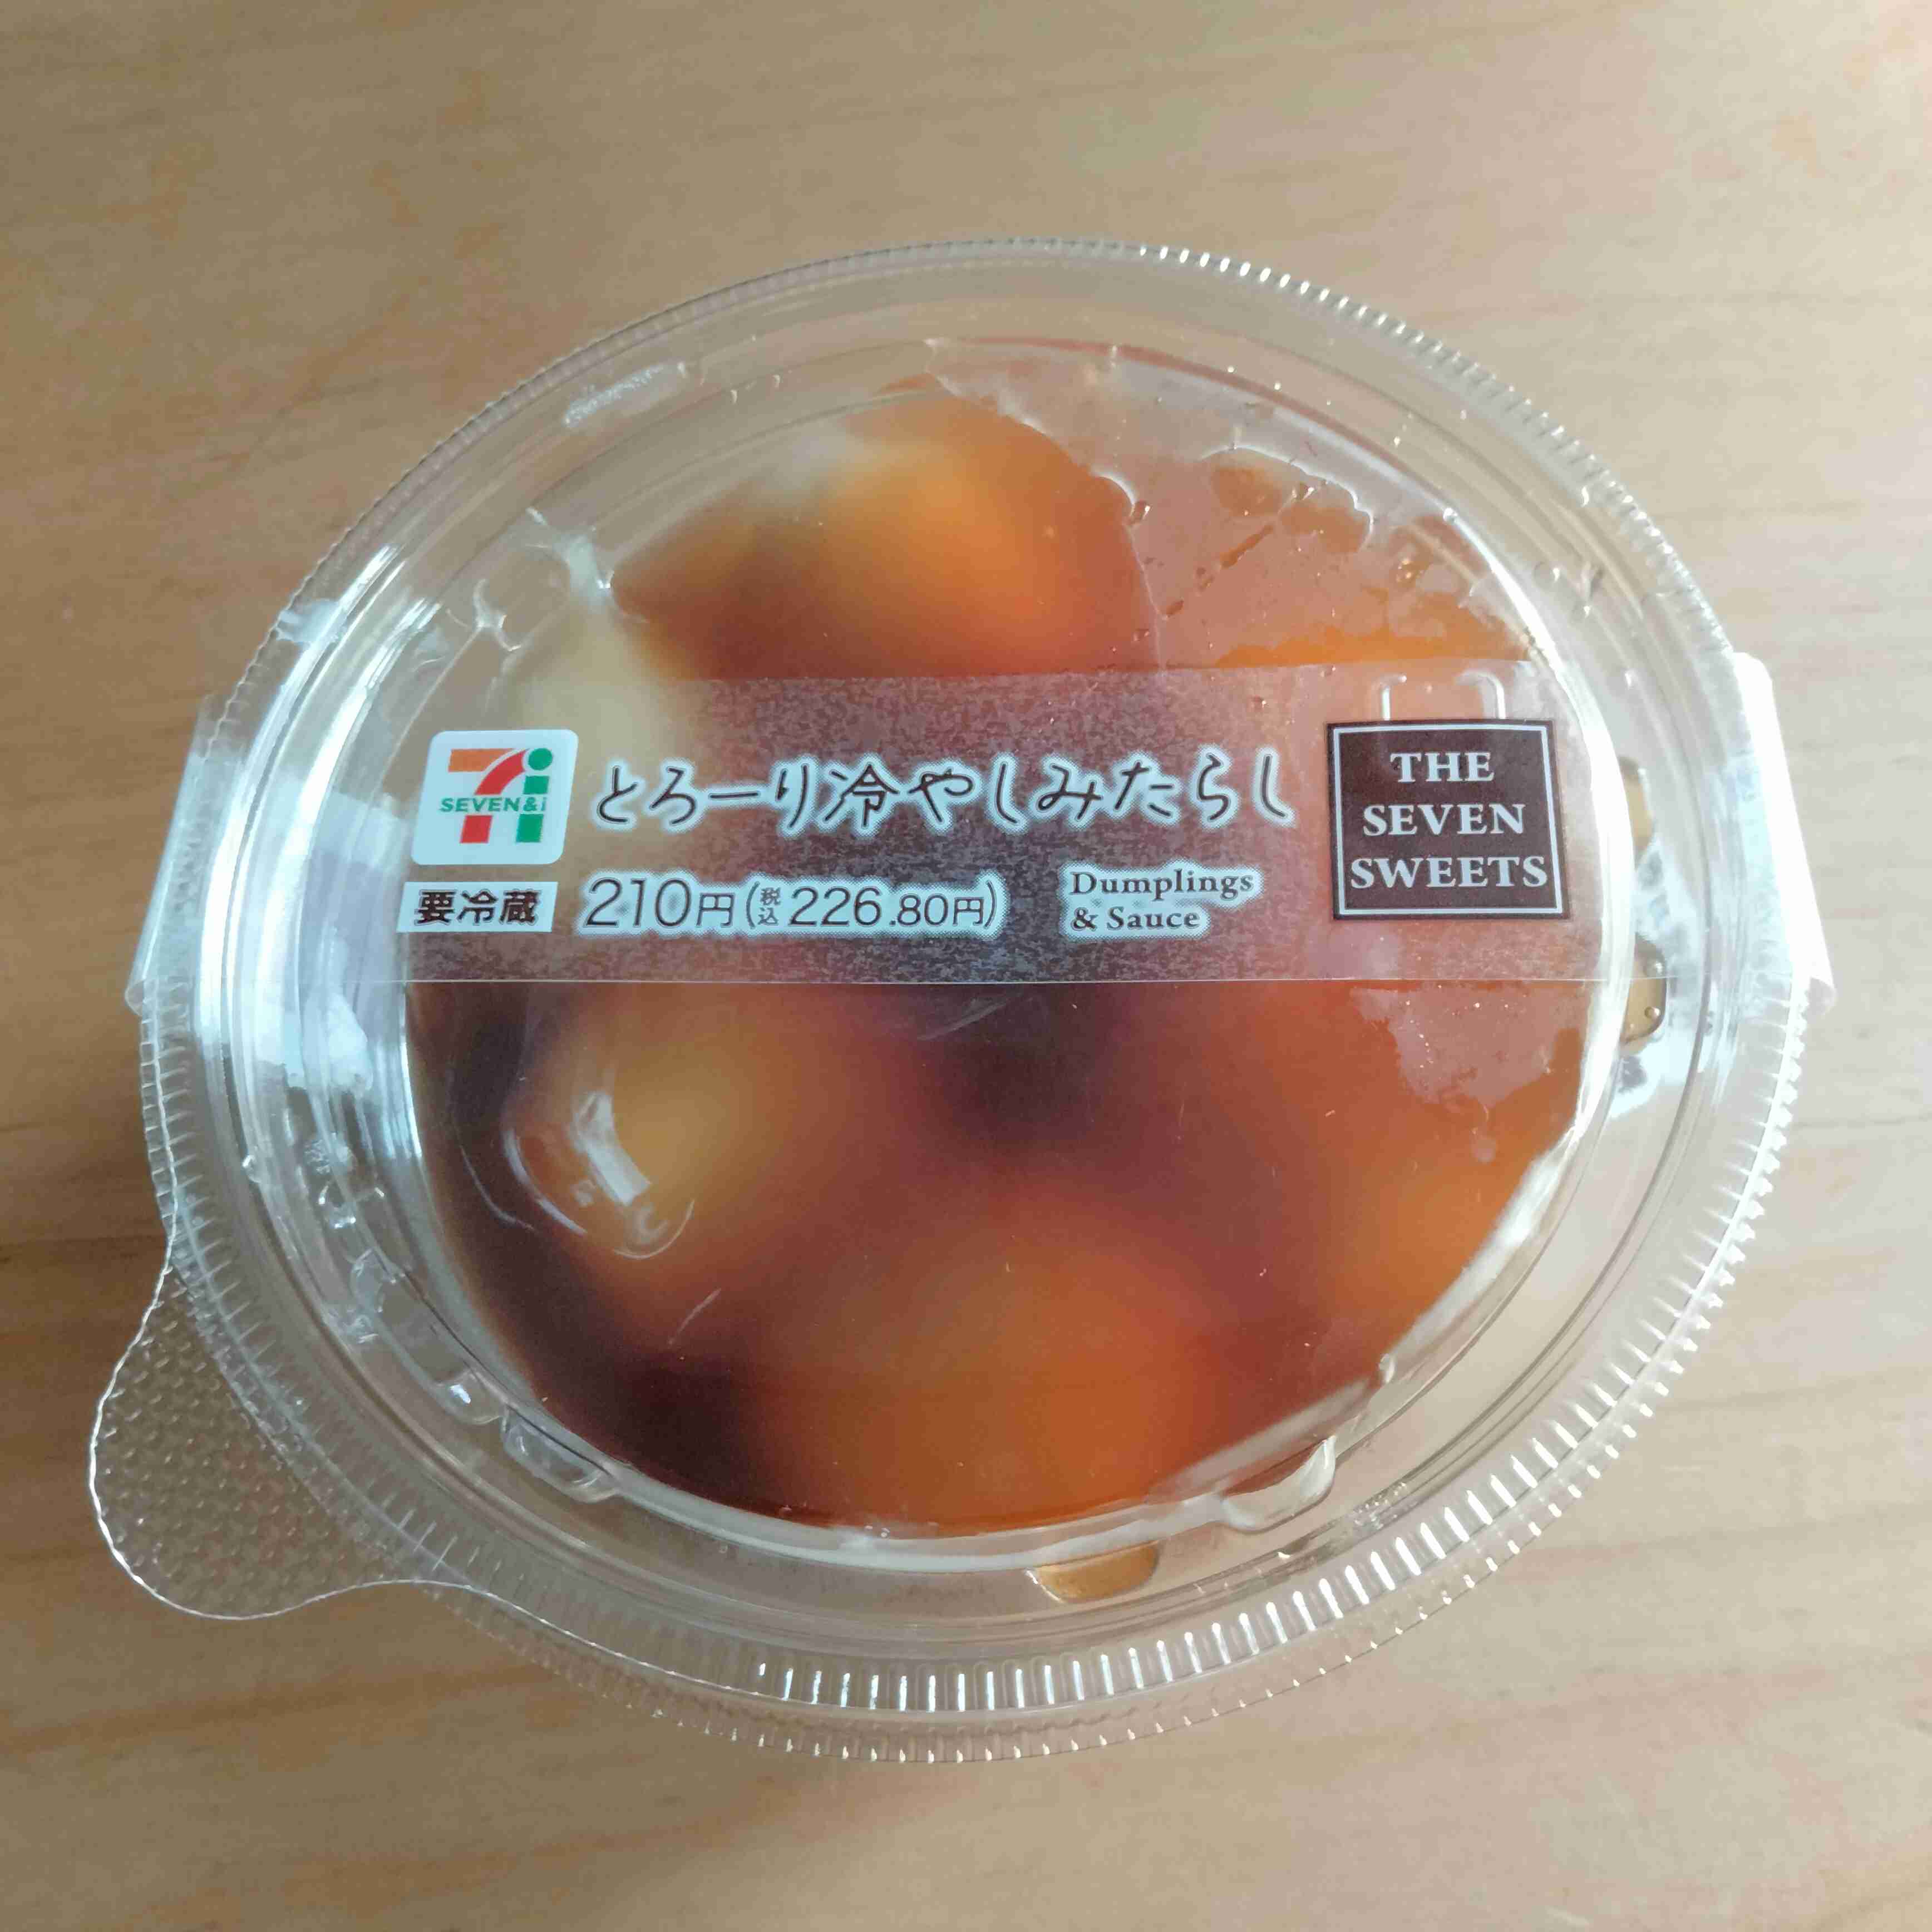 SEVEN&i
とろーり冷やしみたらし
要冷蔵
210円(税込226.80円)
Dumplings
& Sauce
THE
SEVEN
SWEETS